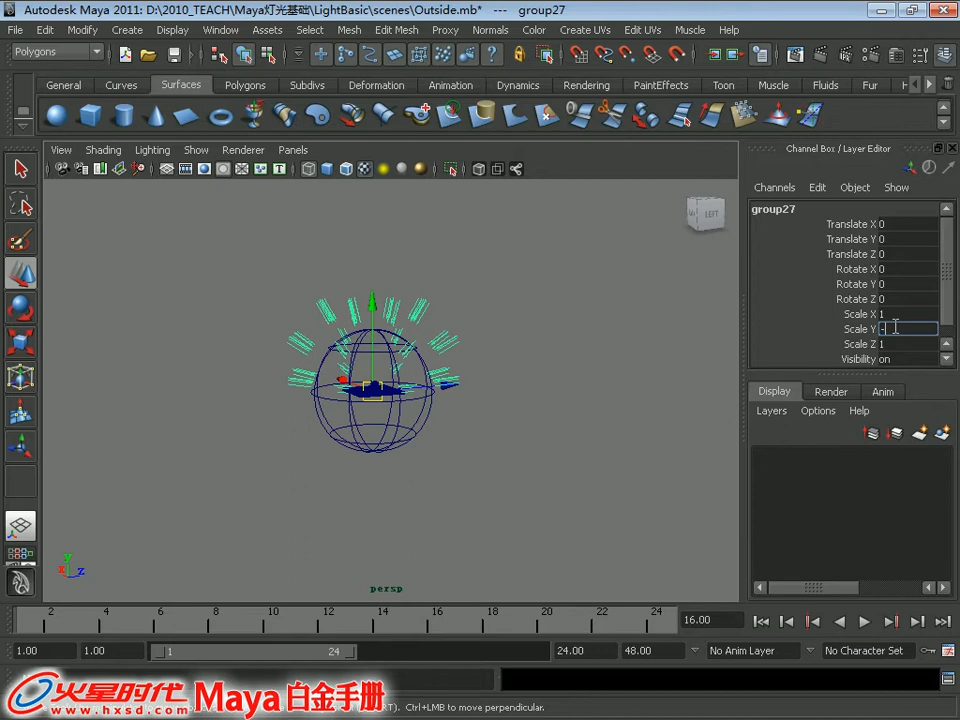 Autodesk Maya 2011: D:\2010_TEACH\Maya灯光基础\LightBasic\scenes\Outside.mb* --- group27
File Edit Modify Create Display Window Assets Select Mesh Edit Mesh Proxy Normals Color Create UVs Edit UVs Muscle Help
Polygons
General Curves Surfaces Polygons Subdivs Deformation Animation Dynamics Rendering PaintEffects Toon Muscle Fluids Fur H
View Shading Lighting Show Renderer Panels
Channel Box / Layer Editor
Channels Edit Object Show
group27
Translate X 0
Translate Y 0
Translate Z 0
Rotate X 0
Rotate Y 0
Rotate Z 0
Scale X 1
Scale Y -
Scale Z 1
Visibility on
LEFT
Display Render Anim
Layers Options Help
y
x z
persp
2 4 6 8 10 12 14 16 18 20 22 24
16.00
1.00 1.00 1 24 24.00 48.00 No Anim Layer No Character Set
火星时代
www.hxsd.com
Maya 白金手册
RT). Ctrl+LMB to move perpendicular.